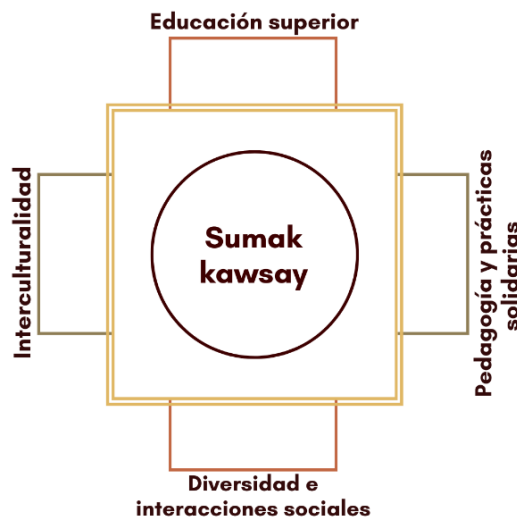 Educación superior
Interculturalidad
Sumak
kawsay
Pedagogía y prácticas
solidarias
Diversidad e
interacciones sociales